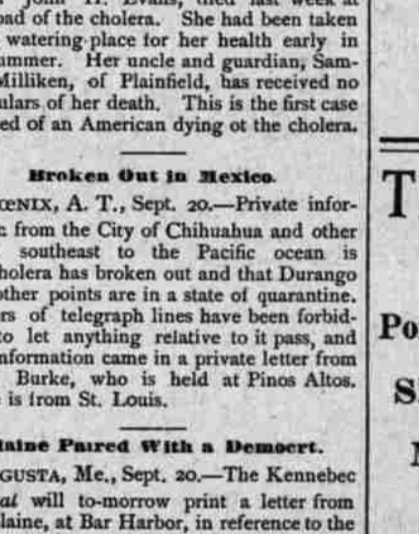 John H. Evans, died last week at
oad of the cholera. She had been taken
watering-place for her health early in
ummer. Her uncle and guardian, Sam-
Milliken, of Plainfield, has received no
ulars of her death. This is the first case
ed of an American dying ot the cholera.
Broken Out in Mexico.
œNIX, A. T., Sept. 20.—Private infor-
from the City of Chihuahua and other
southeast to the Pacific ocean is
holera has broken out and that Durango
other points are in a state of quarantine.
rs of telegraph lines have been forbid-
to let anything relative to it pass, and
nformation came in a private letter from
Burke, who is held at Pinos Altos.
is from St. Louis.
laine Paired With a Democrt.
GUSTA, Me., Sept. 20.—The Kennebec
al will to-morrow print a letter from
laine, at Bar Harbor, in reference to the
T
Po
S